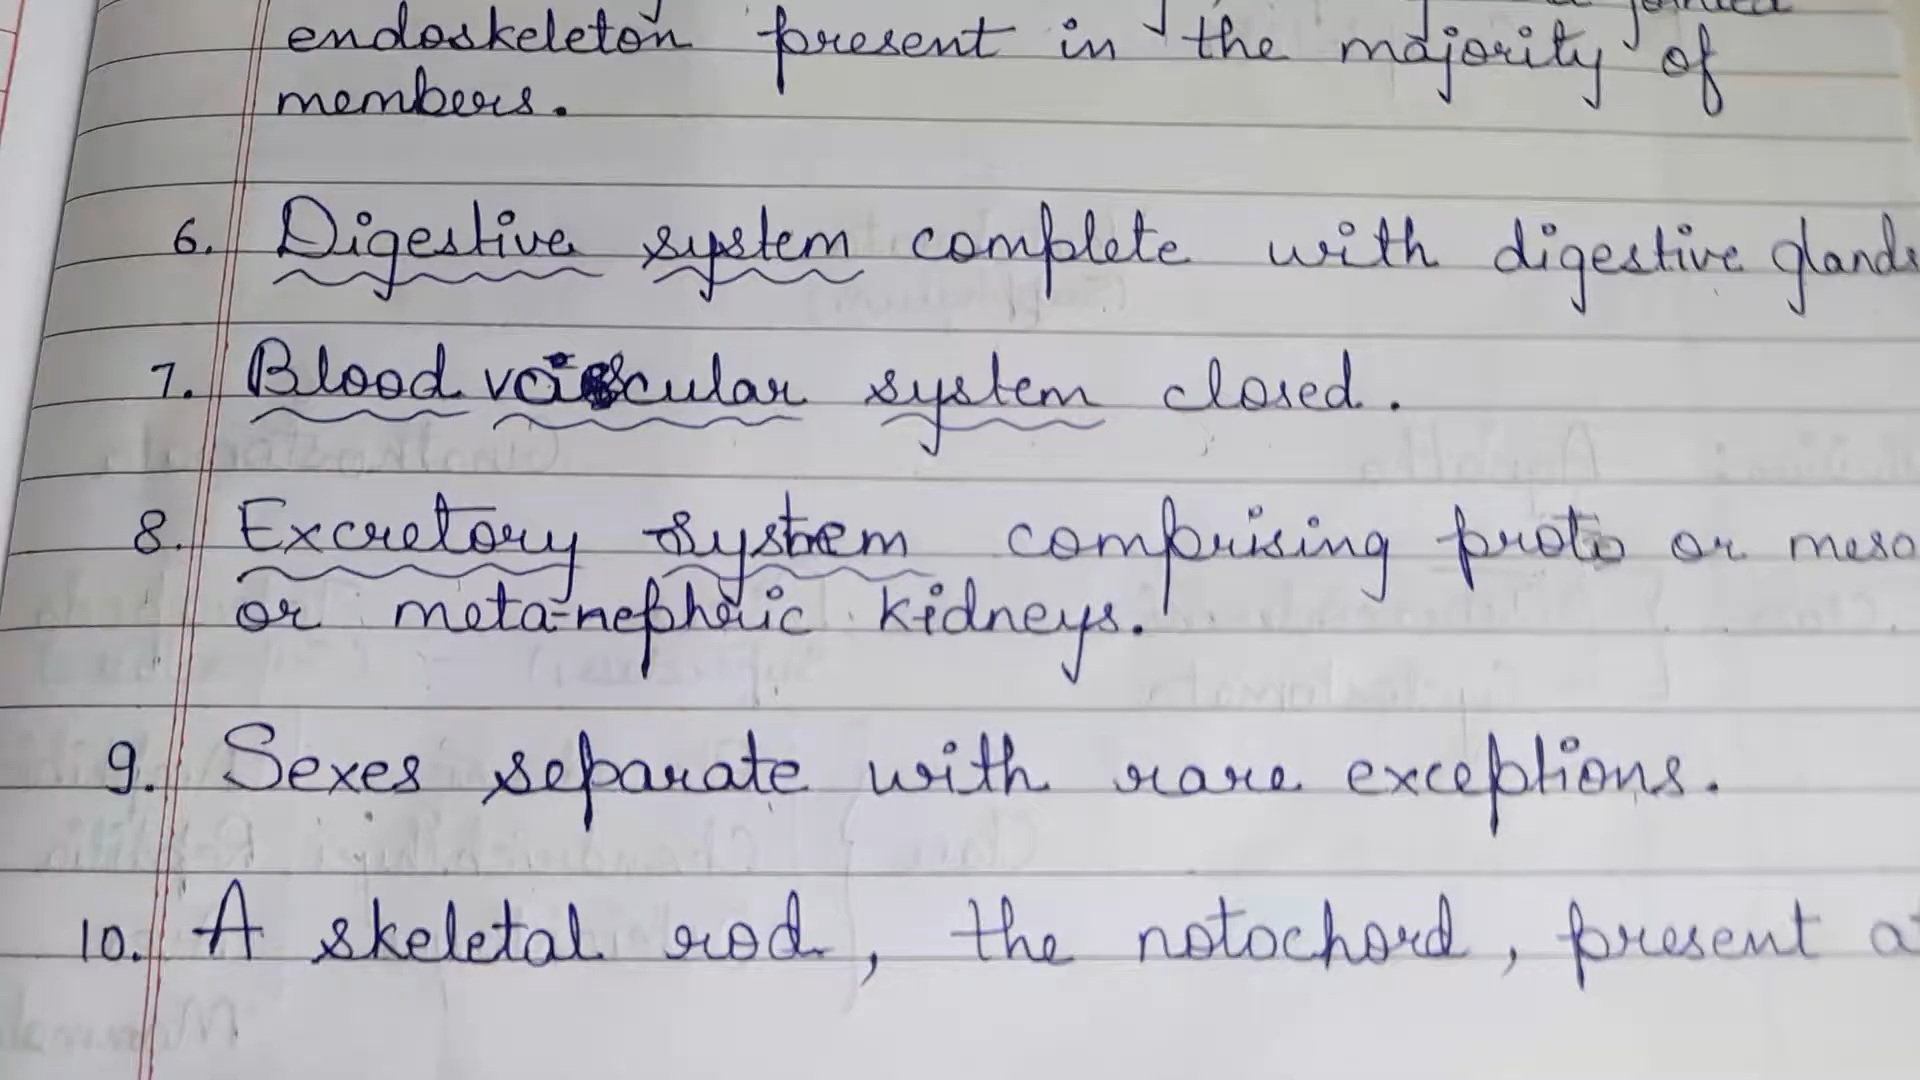 endoskeleton present in the majority of
members.
6. Digestive system complete with digestive glands
7. Blood vascular system closed.
8. Excretory system comprising proto or meso
or meta-nephric kidneys.
9. Sexes separate with rare exceptions.
10. A skeletal rod, the notochord, present at